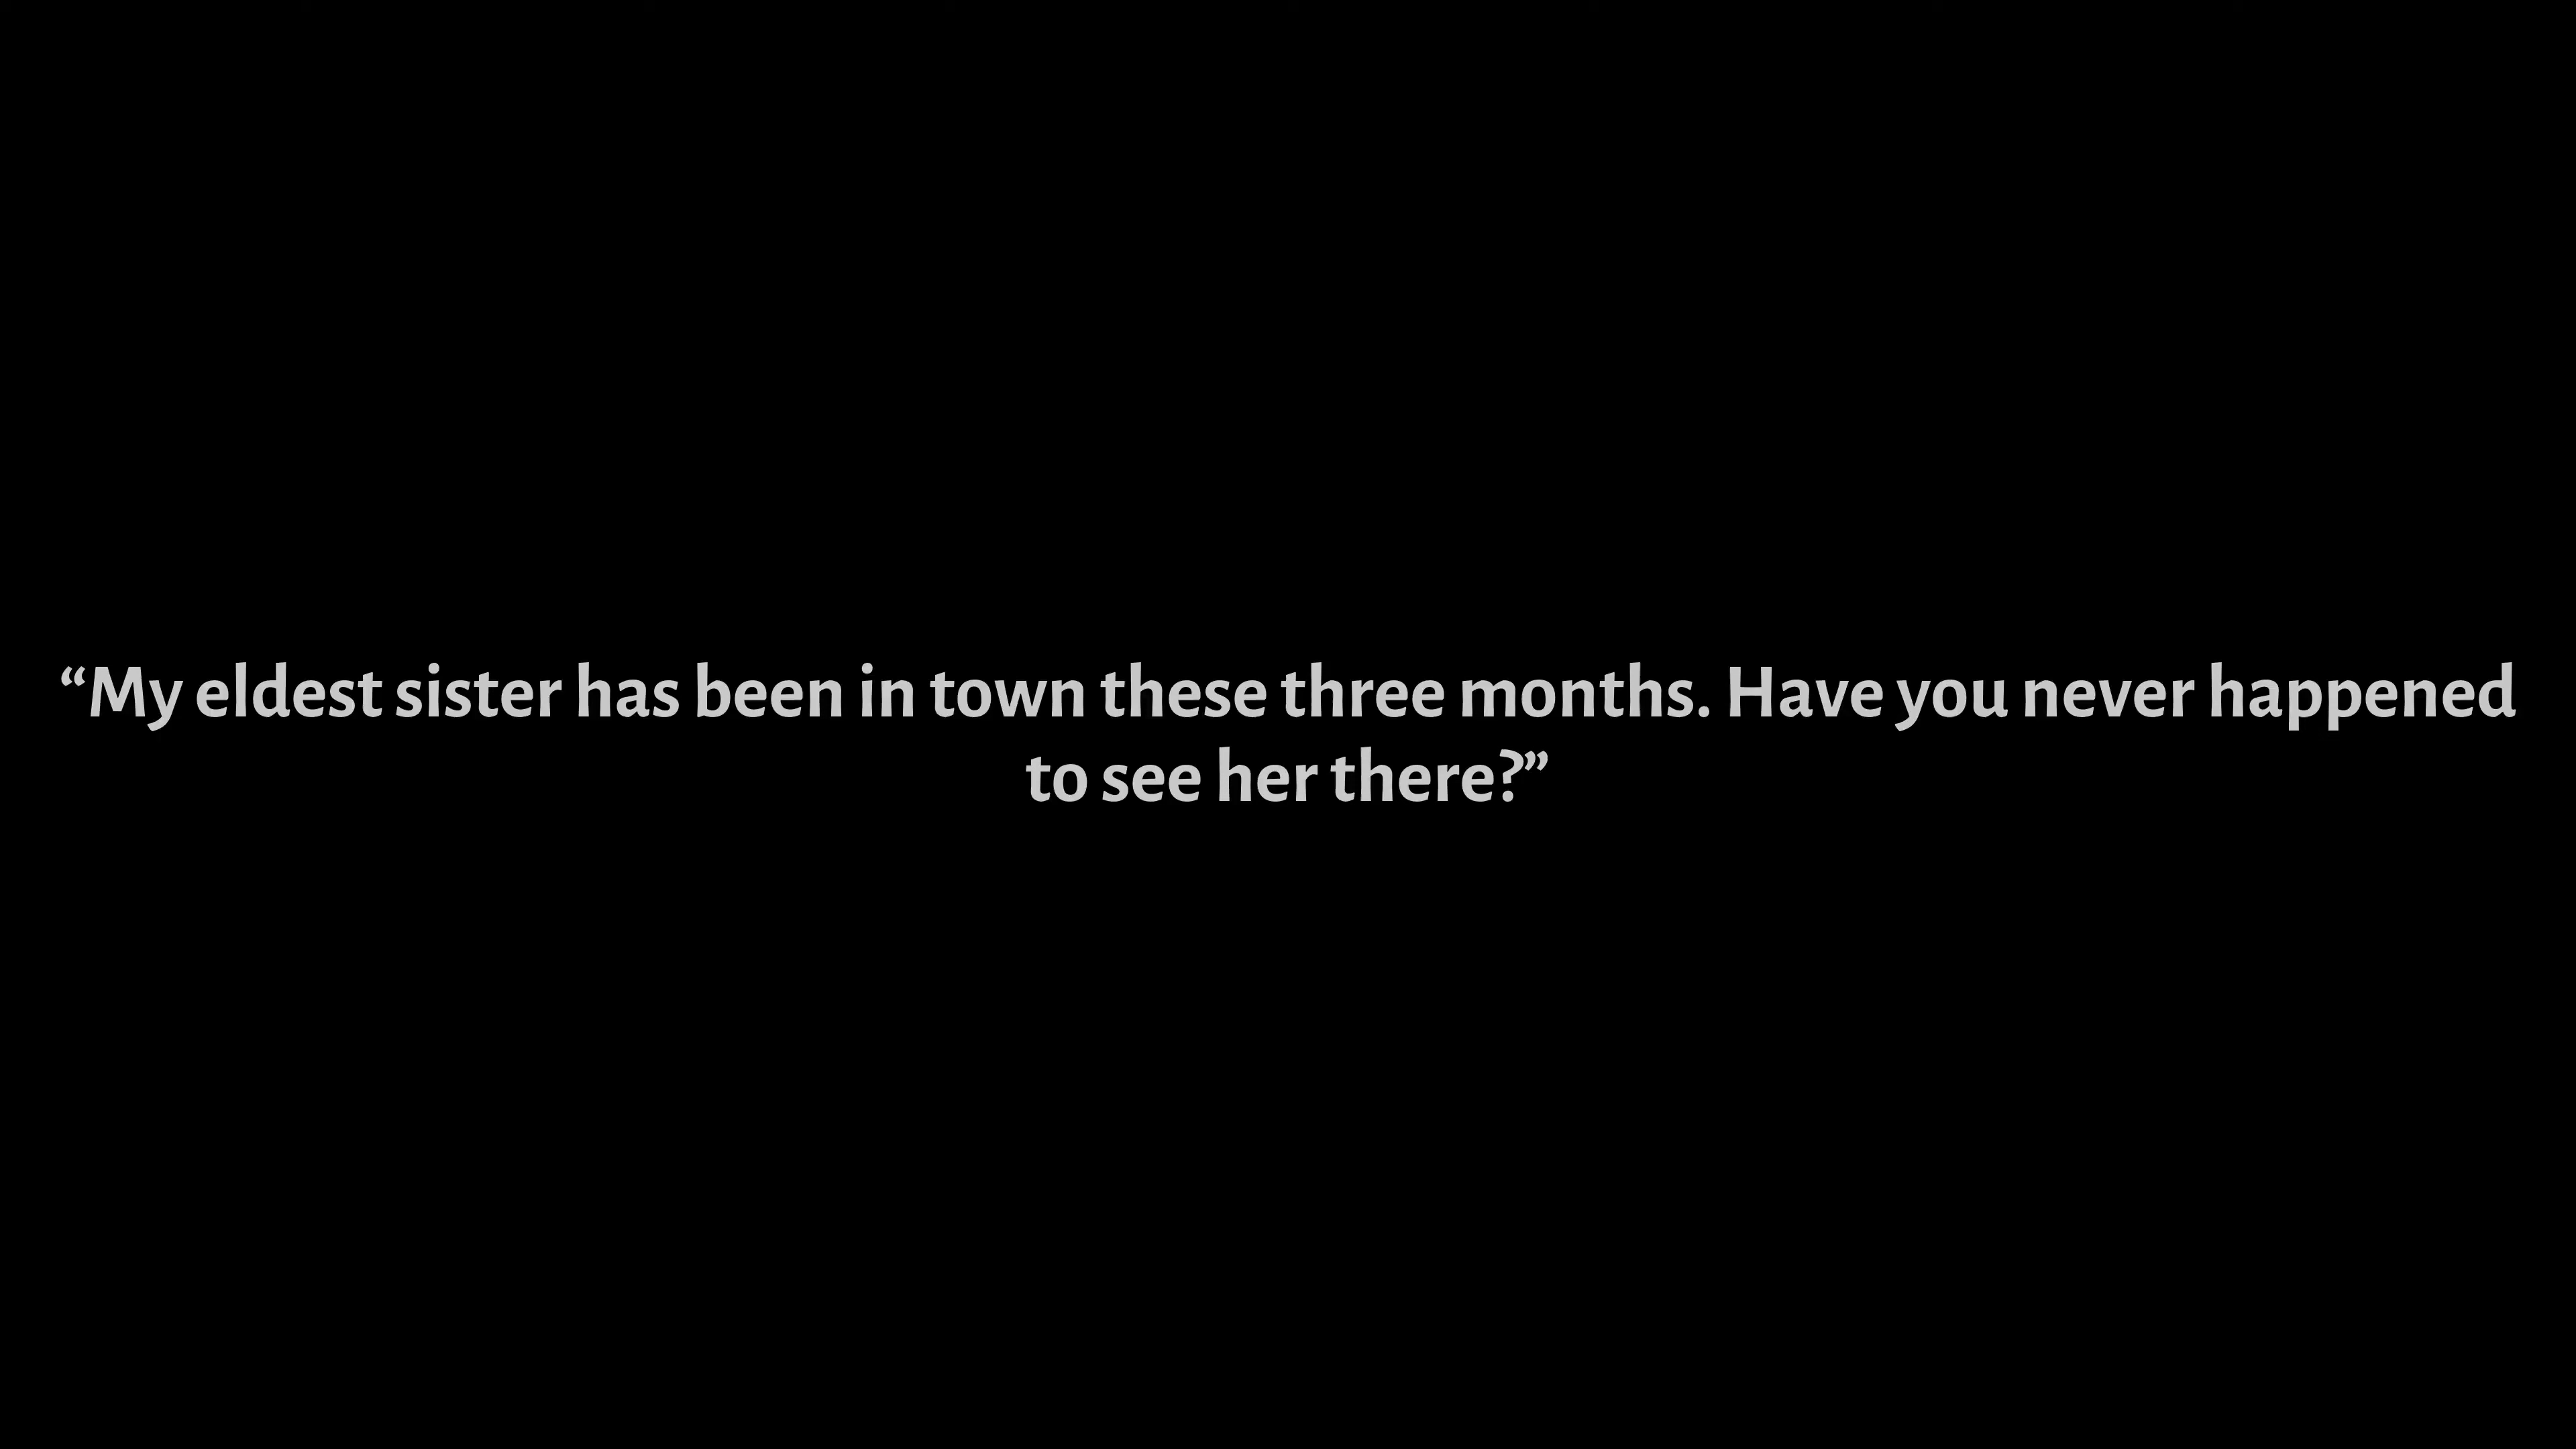 “My eldest sister has been in town these three months. Have you never happened
to see her there?”